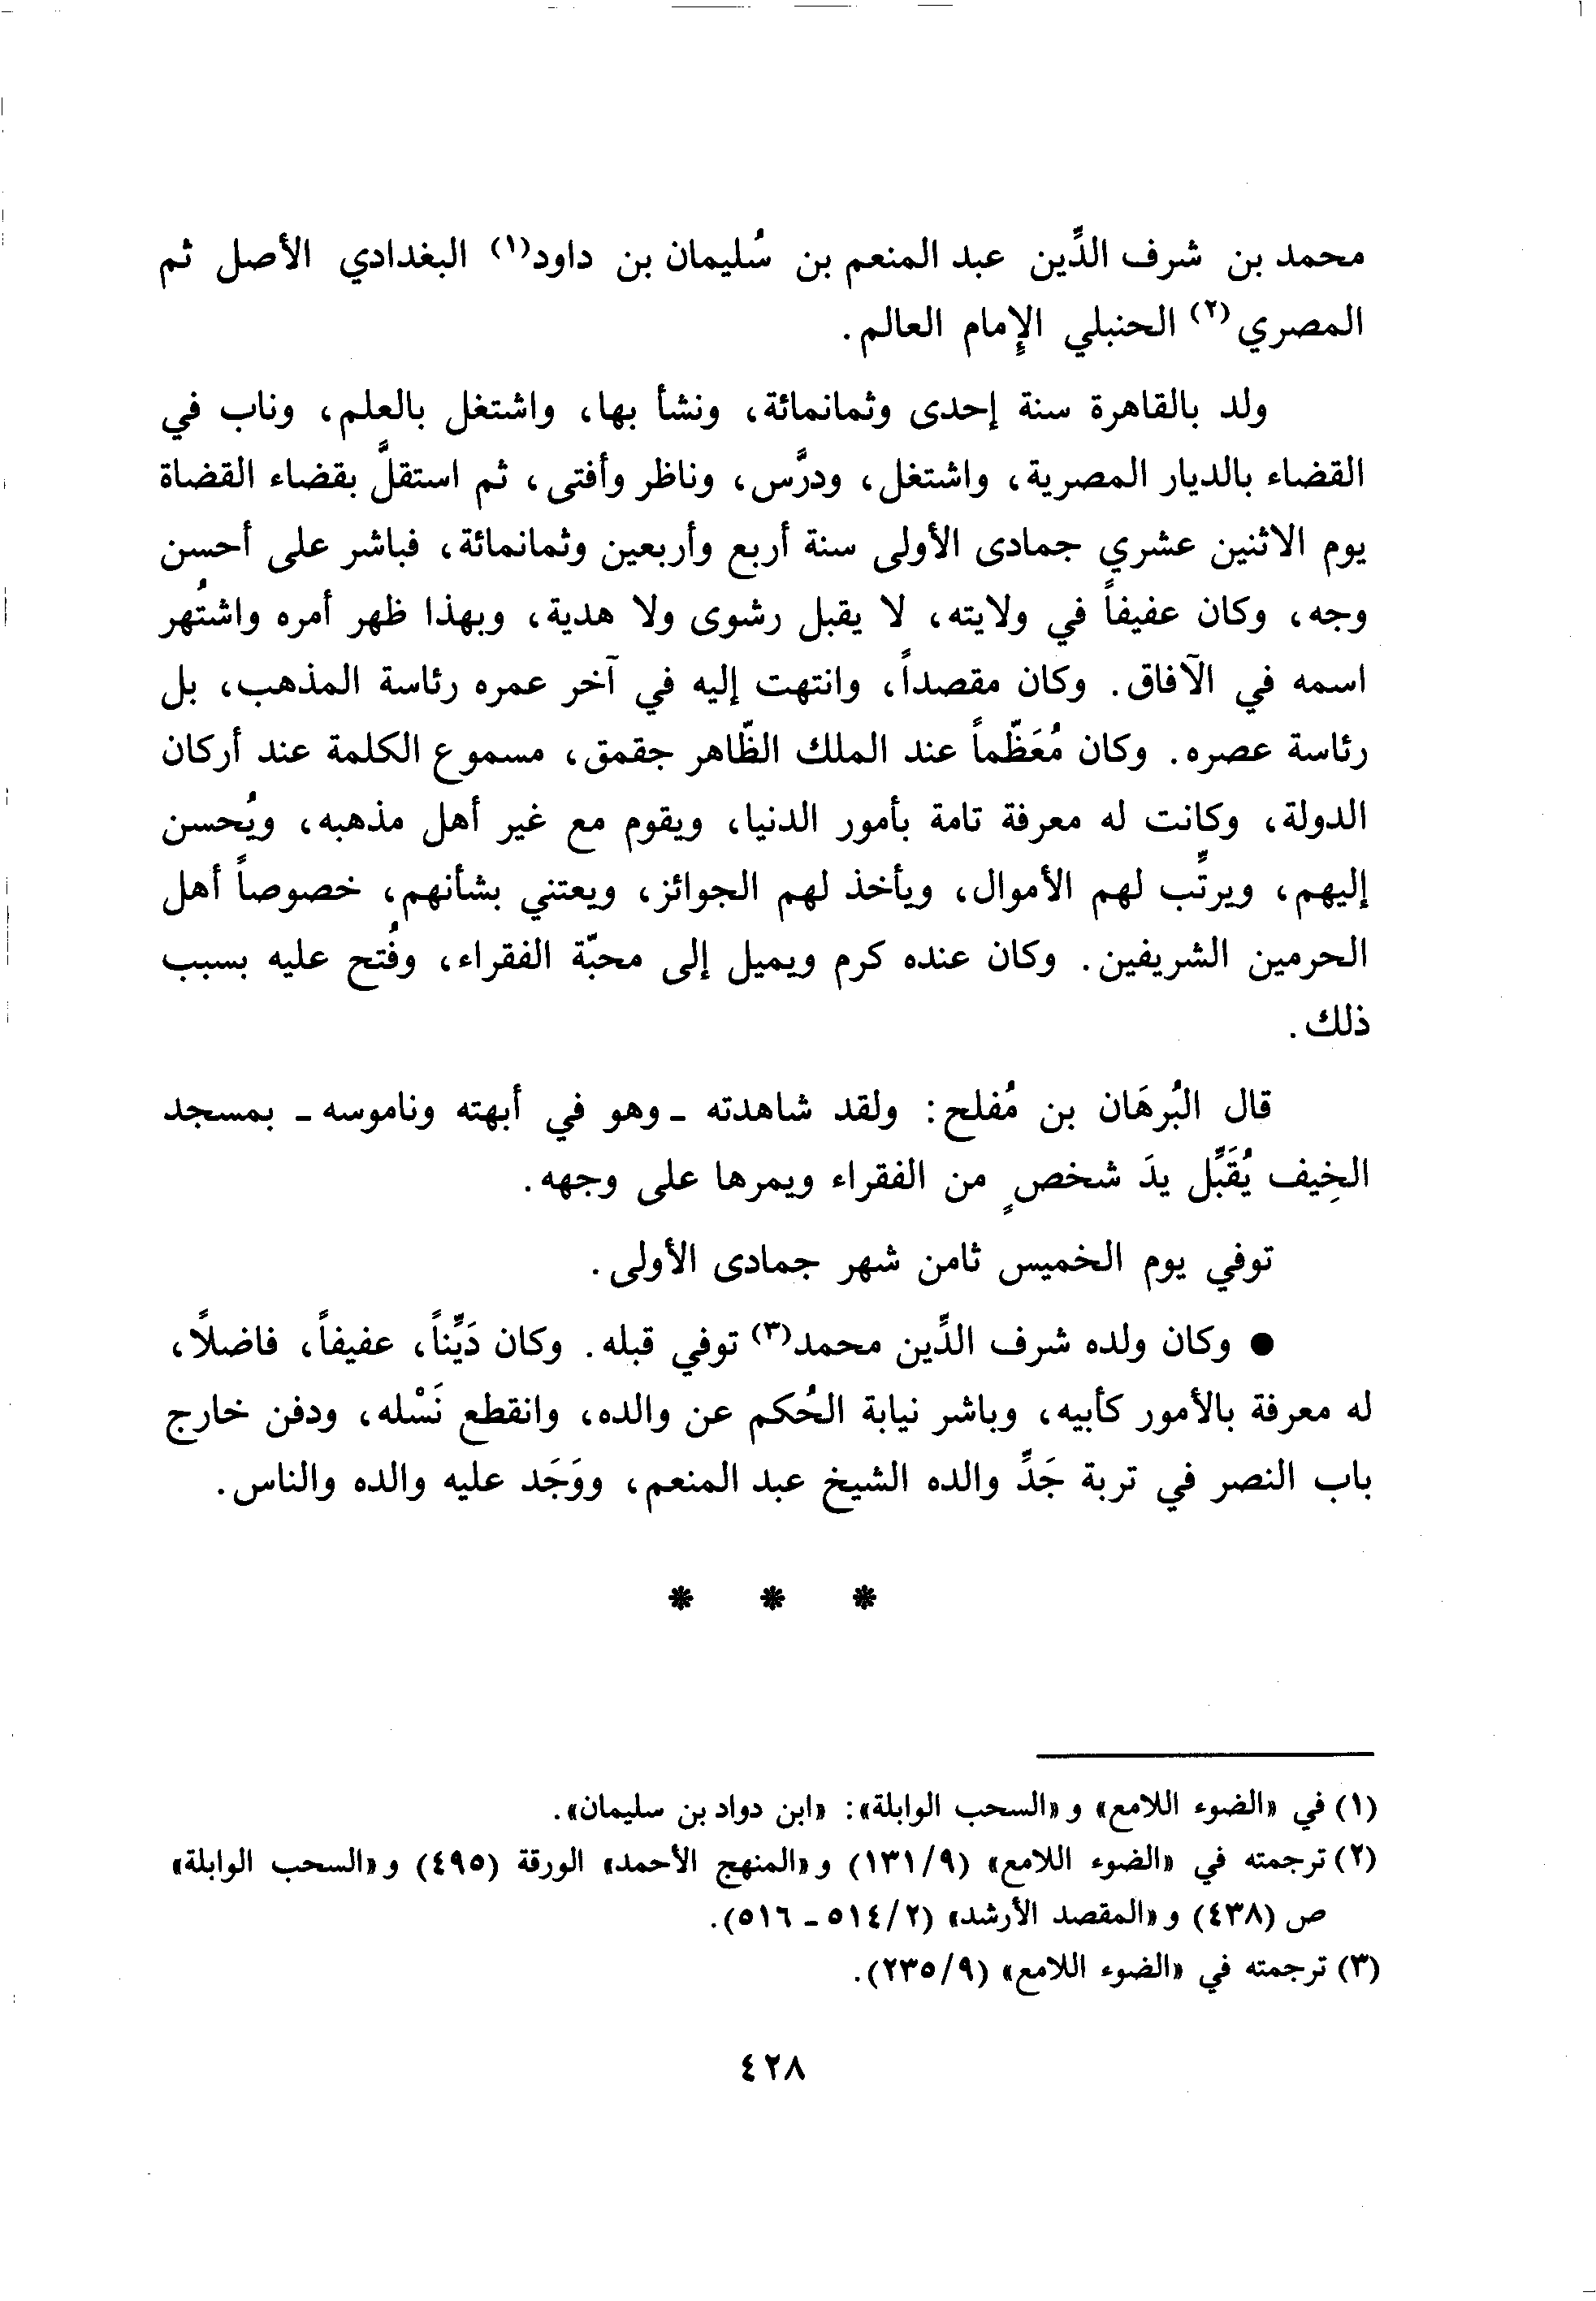 محمد بن شرف الدِّين عبد المنعم بن سُليمان بن داود(١) البغدادي الأصل ثم
المصري(٢) الحنبلي الإِمام العالم.
ولد بالقاهرة سنة إحدى وثمانمائة، ونشأ بها، واشتغل بالعلم، وناب في
القضاء بالديار المصرية، واشتغل، ودرَّس، وناظر وأفتى، ثم استقلَّ بقضاء القضاة
يوم الاثنين عشري جمادى الأولى سنة أربع وأربعين وثمانمائة، فباشر على أحسن
وجه، وكان عفيفاً في ولايته، لا يقبل رشوى ولا هدية، وبهذا ظهر أمره واشتُهر
اسمه في الآفاق. وكان مقصداً، وانتهت إليه في آخر عمره رئاسة المذهب، بل
رئاسة عصره. وكان مُعَظّماً عند الملك الظّاهر جقمق، مسموع الكلمة عند أركان
الدولة، وكانت له معرفة تامة بأمور الدنيا، ويقوم مع غير أهل مذهبه، ويُحسن
إليهم، ويرتِّب لهم الأموال، ويأخذ لهم الجوائز، ويعتني بشأنهم، خصوصاً أهل
الحرمين الشريفين. وكان عنده كرم ويميل إلى محبّة الفقراء، وفُتح عليه بسبب
ذلك.
قال البُرهَان بن مُفلح: ولقد شاهدته ـ وهو في أبهته وناموسه ـ بمسجد
الخِيف يُقَبِّل يدَ شخصٍ من الفقراء ويمرها على وجهه.
توفي يوم الخميس ثامن شهر جمادى الأولى.
● وكان ولده شرف الدِّين محمد(٣) توفي قبله. وكان دَيِّناً، عفيفاً، فاضلاً،
له معرفة بالأمور كأبيه، وباشر نيابة الحُكم عن والده، وانقطع نَسْله، ودفن خارج
باب النصر في تربة جَدِّ والده الشيخ عبد المنعم، ووَجَد عليه والده والناس.
* * *
(١) في «الضوء اللامع» و «السحب الوابلة»: «ابن دواد بن سليمان».
(٢) ترجمته في «الضوء اللامع» (١٣١/٩) و «المنهج الأحمد» الورقة (٤٩٥) و «السحب الوابلة»
ص (٤٣٨) و «المقصد الأرشد» (٥١٤/٢ ـ ٥١٦).
(٣) ترجمته في «الضوء اللامع» (٢٣٥/٩).
٤٢٨